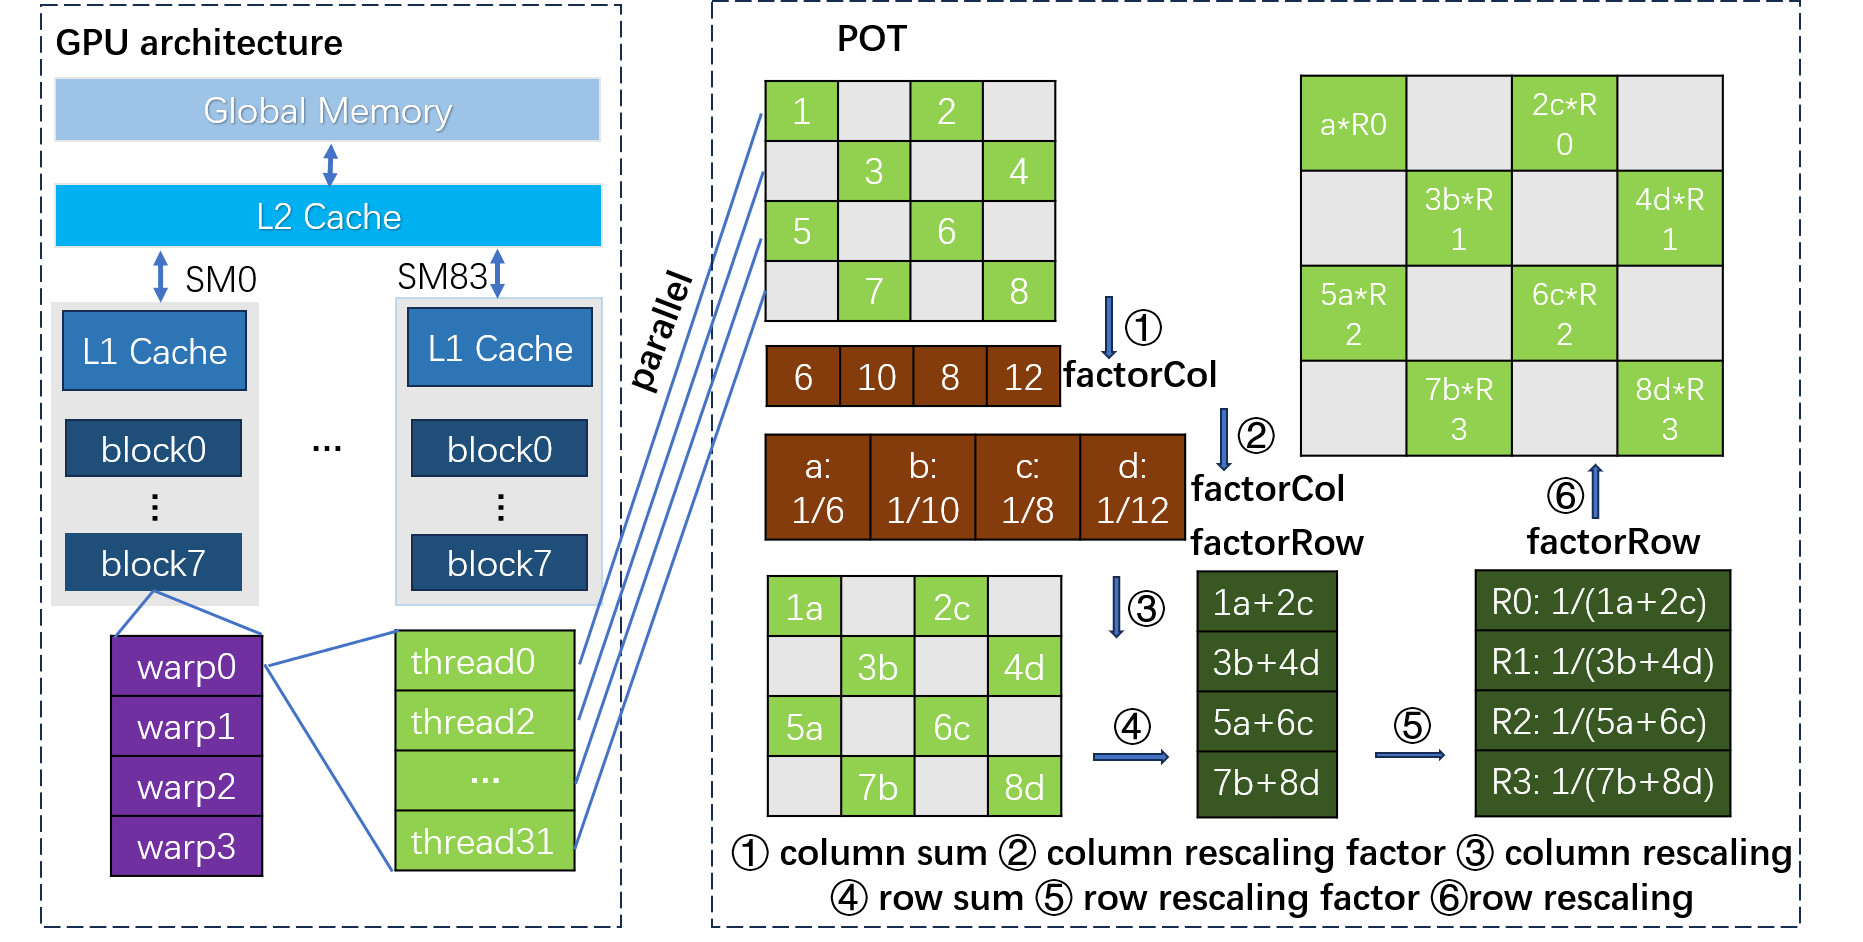 GPU architecture
Global Memory
L2 Cache
SM0
SM83
L1 Cache
L1 Cache
block0
...
block0
...
...
block7
block7
warp0
warp1
warp2
warp3
thread0
thread2
...
thread31
parallel
POT
1 2
3 4
5 6
7 8
①
6 10 8 12
factorCol
②
a: b: c: d:
1/6 1/10 1/8 1/12
factorCol
factorRow
1a 2c
3b 4d
5a 6c
7b 8d
③
④
1a+2c
3b+4d
5a+6c
7b+8d
⑤
factorRow
R0: 1/(1a+2c)
R1: 1/(3b+4d)
R2: 1/(5a+6c)
R3: 1/(7b+8d)
⑥
a*R0
2c*R
0
3b*R
1
4d*R
1
5a*R
2
6c*R
2
7b*R
3
8d*R
3
① column sum ② column rescaling factor ③ column rescaling
④ row sum ⑤ row rescaling factor ⑥row rescaling